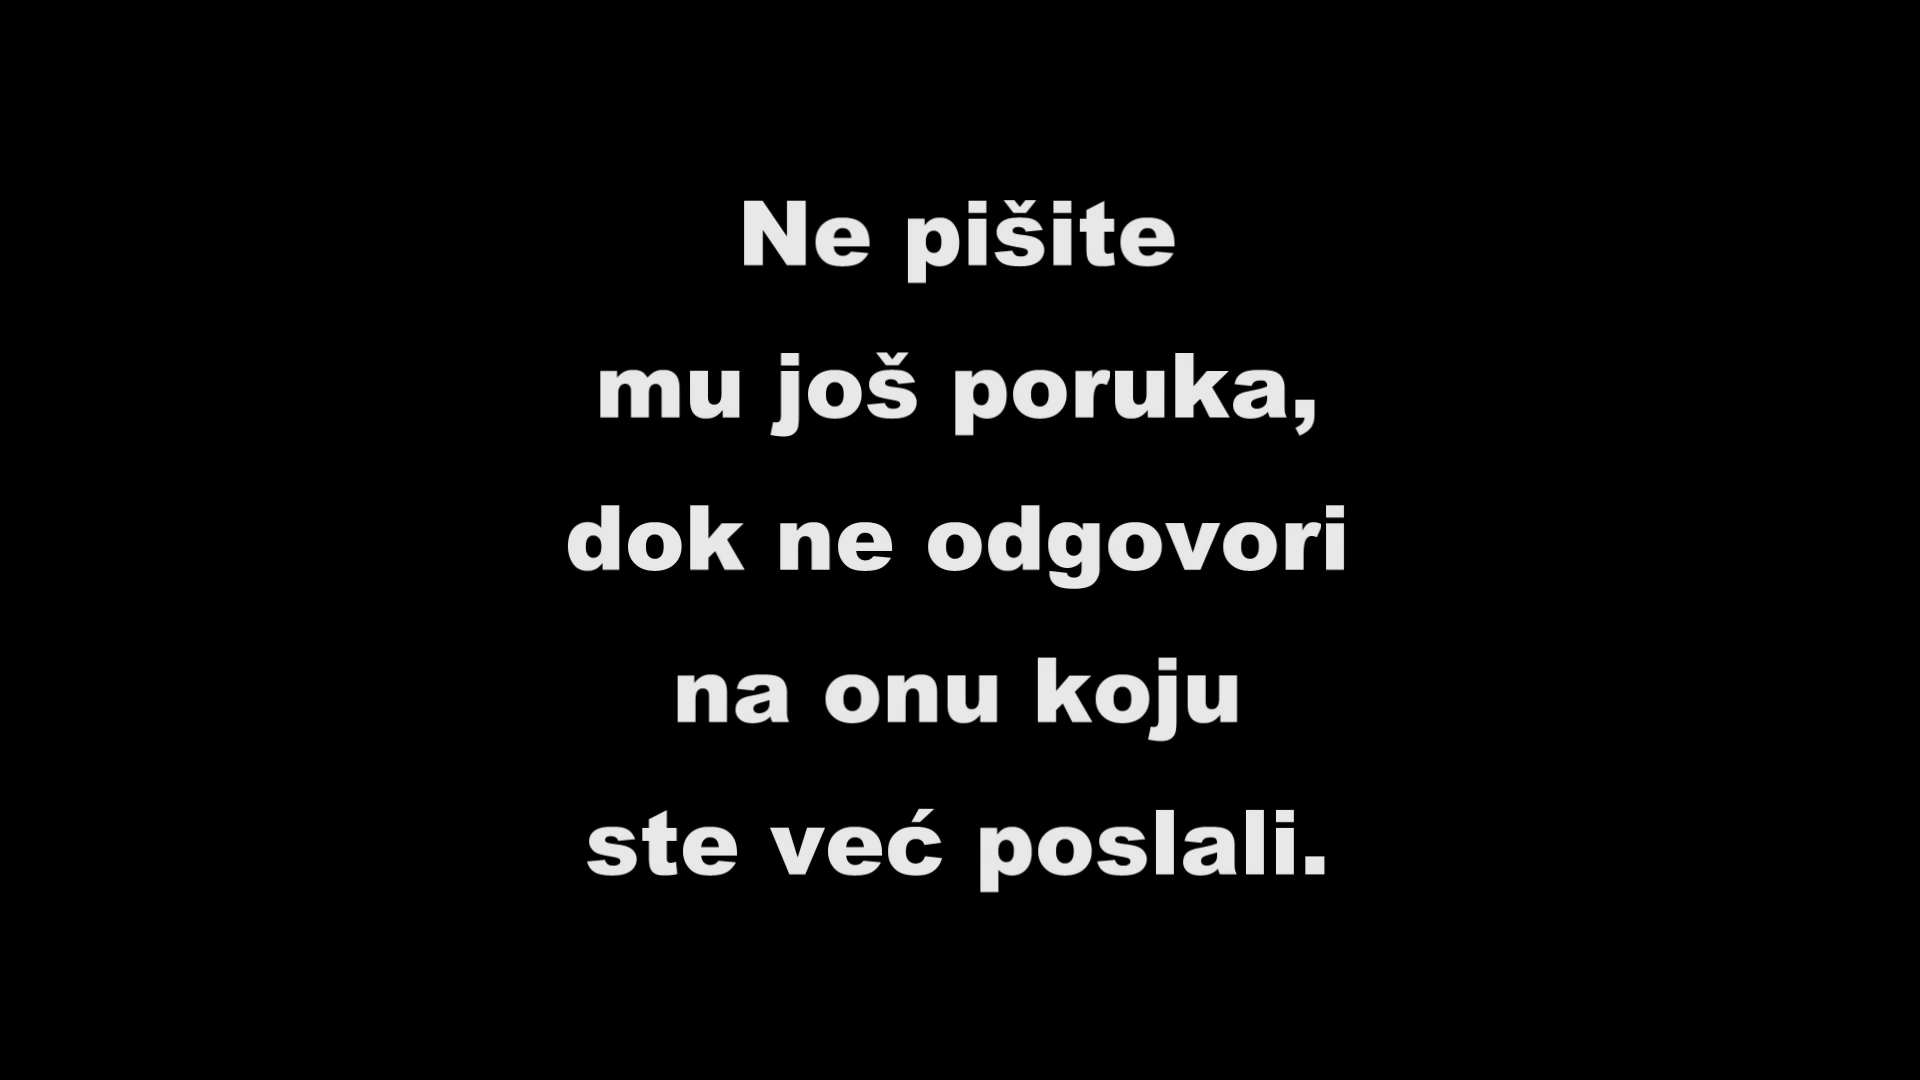 Ne pišite
mu još poruka,
dok ne odgovori
na onu koju
ste već poslali.